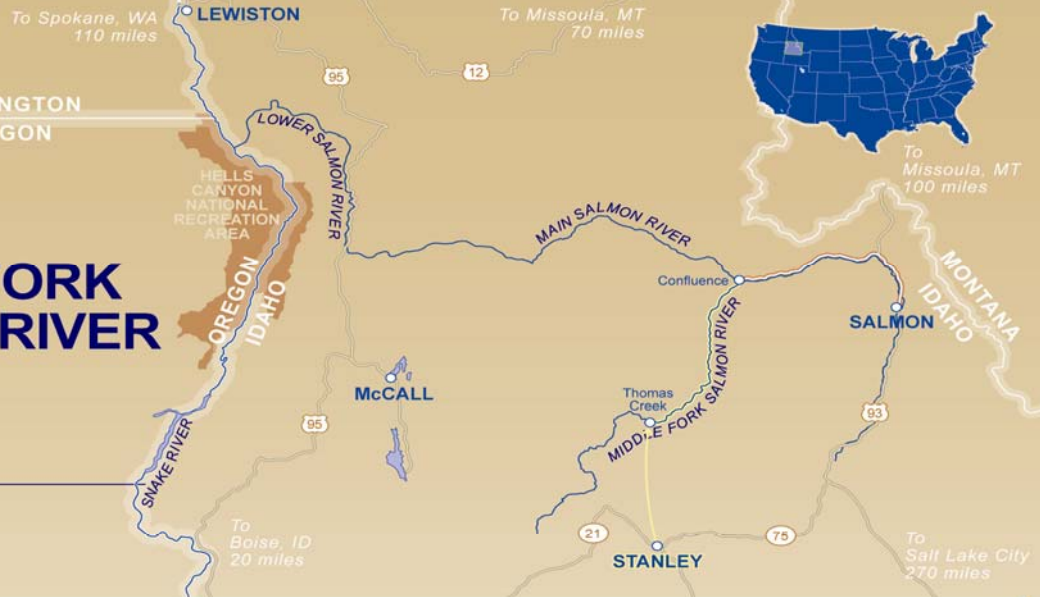 To Spokane, WA
110 miles
LEWISTON
To Missoula, MT
70 miles
95
12
NGTON
GON
LOWER SALMON RIVER
HELLS
CANYON
NATIONAL
RECREATION
AREA
To
Missoula, MT
100 miles
MAIN SALMON RIVER
ORK
RIVER
OREGON
IDAHO
Confluence
MONTANA
IDAHO
SALMON
McCALL
Thomas
Creek
MIDDLE FORK SALMON RIVER
95
93
SNAKE RIVER
To
Boise, ID
20 miles
21
75
STANLEY
To
Salt Lake City
270 miles